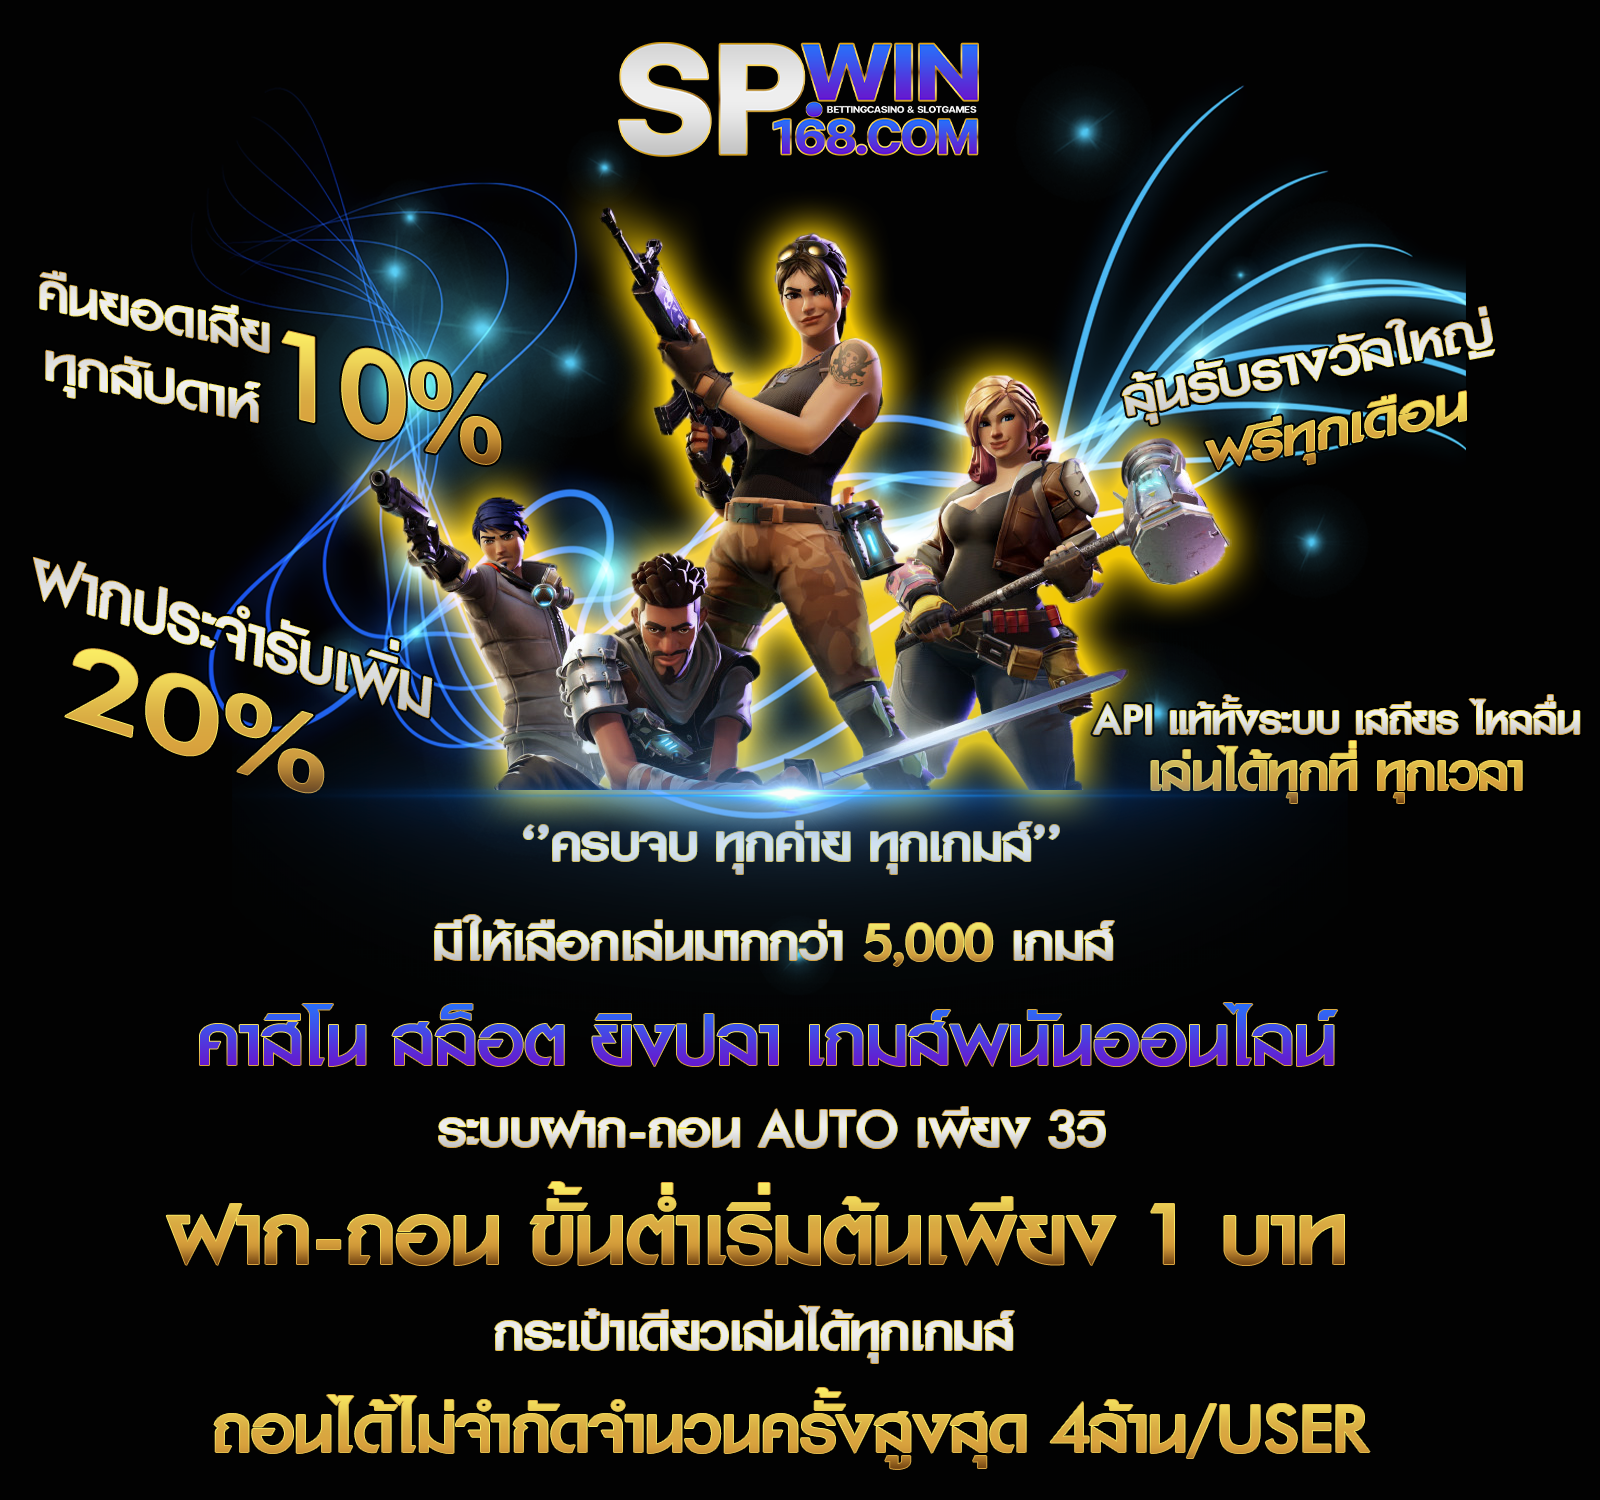 SP.WIN
BETTINGCASINO & SLOTGAMES
168.COM
คืนยอดเสีย
ทุกสัปดาห์
10%
ลุ้นรับรางวัลใหญ่
ฟรีทุกเดือน
ฝากประจำรับเพิ่ม
20%
API แท้ทั้งระบบ เสถียร ไหลลื่น
เล่นได้ทุกที่ ทุกเวลา
‘’ครบจบ ทุกค่าย ทุกเกมส์’’
มีให้เลือกเล่นมากกว่า 5,000 เกมส์
คาสิโน สล็อต ยิงปลา เกมส์พนันออนไลน์
ระบบฝาก-ถอน AUTO เพียง 3วิ
ฝาก-ถอน ขั้นต่ำเริ่มต้นเพียง 1 บาท
กระเป๋าเดียวเล่นได้ทุกเกมส์
ถอนได้ไม่จำกัดจำนวนครั้งสูงสุด 4ล้าน/USER